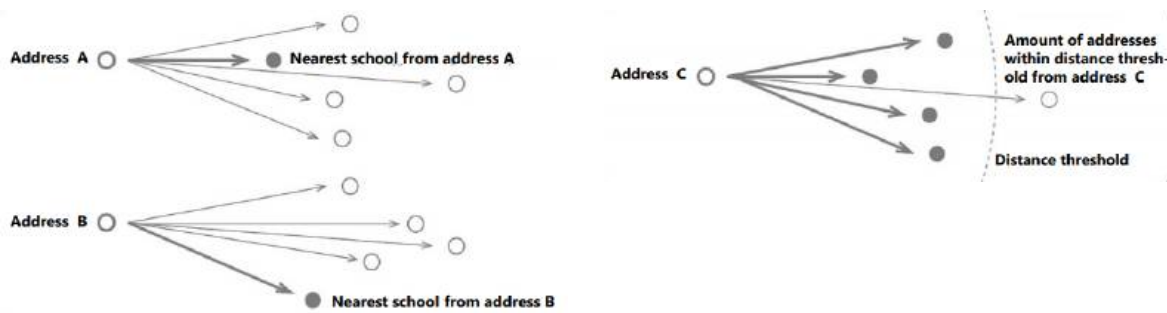 Address A
Nearest school from address A
Address B
Nearest school from address B
Address C
Amount of addresses
within distance thresh-
old from address C
Distance threshold